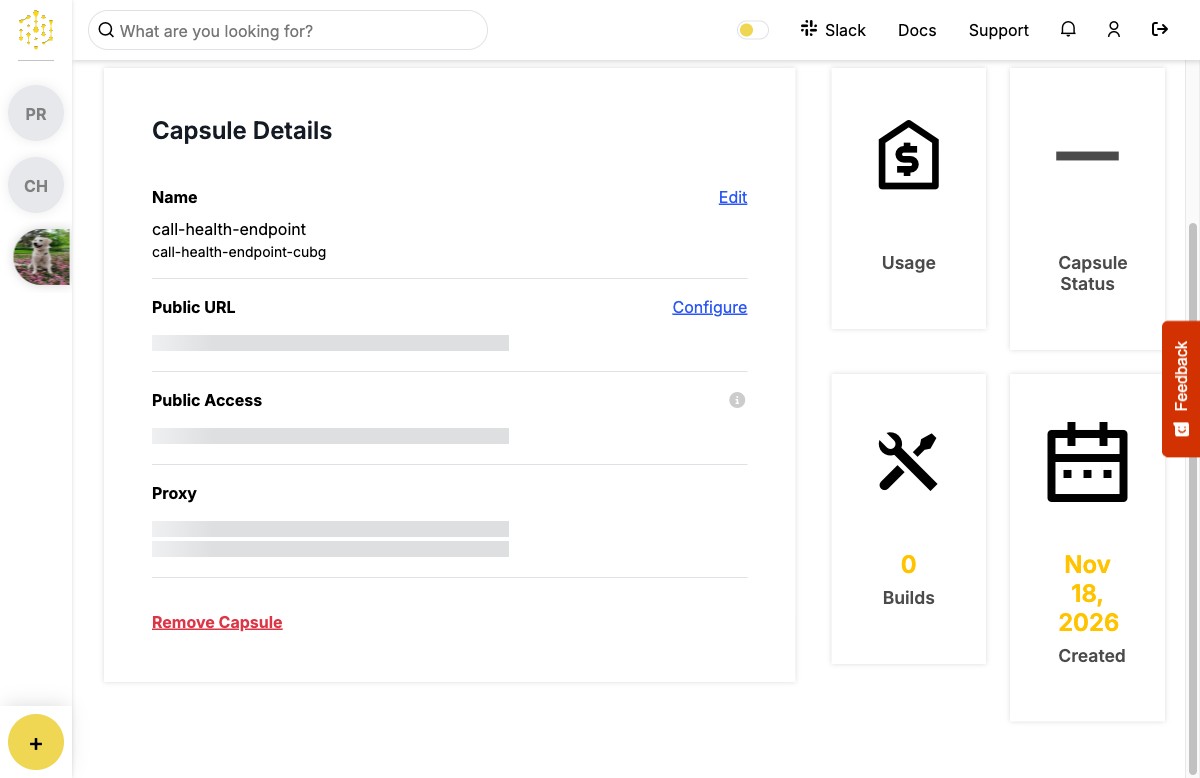 What are you looking for?
Slack
Docs
Support
PR
CH
+
Capsule Details
Name
Edit
call-health-endpoint
call-health-endpoint-cubg
Public URL
Configure
Public Access
Proxy
Remove Capsule
Usage
Capsule
Status
0
Builds
Nov
18,
2026
Created
Feedback